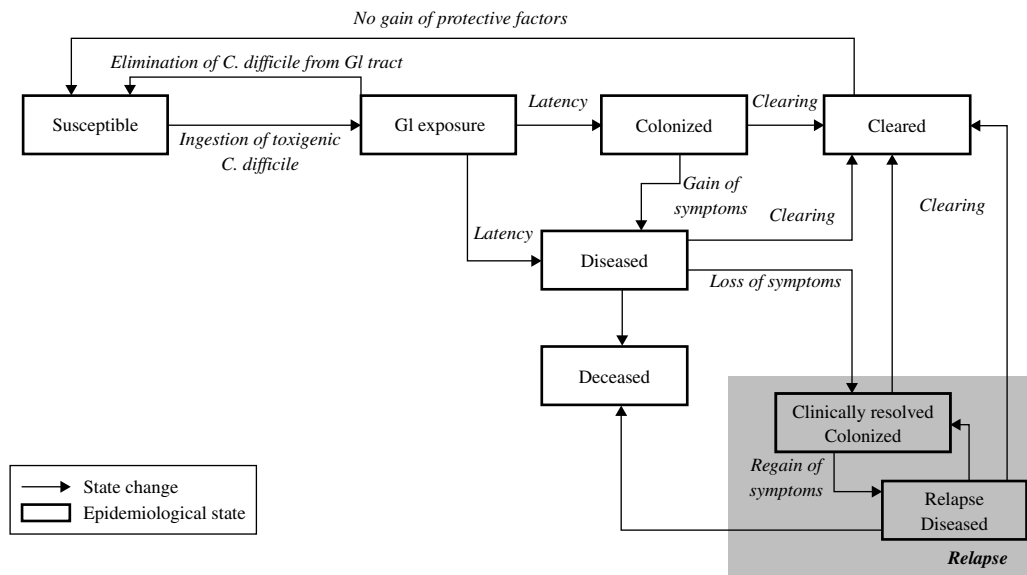 No gain of protective factors
Elimination of C. difficile from Gl tract
Susceptible
Ingestion of toxigenic
C. difficile
Gl exposure
Latency
Colonized
Clearing
Cleared
Gain of
symptoms
Latency
Diseased
Clearing
Clearing
Loss of symptoms
Deceased
Clinically resolved
Colonized
Regain of
symptoms
Relapse
Diseased
Relapse
State change
Epidemiological state